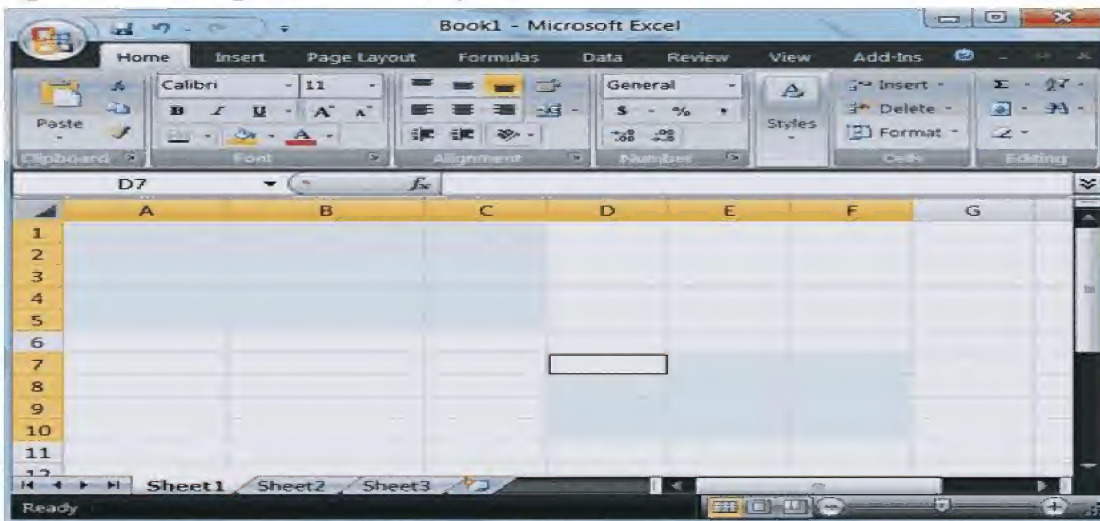 Book1 - Microsoft Excel
Home Insert Page Layout Formulas Data Review View Add-Ins
Paste Calibri 11 General Styles Insert
B I U A A $ % , Delete
A .00 Format
Clipboard Font Alignment Number Cells Editing
D7 fx
A B C D E F G
1
2
3
4
5
6
7
8
9
10
11
12
Sheet1 Sheet2 Sheet3
Ready